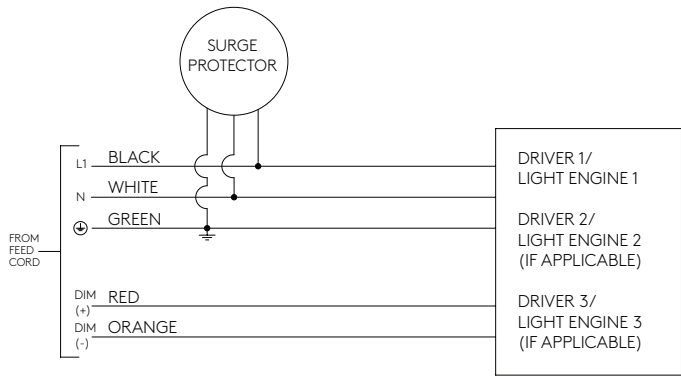 SURGE
PROTECTOR
L1 BLACK
N WHITE
GREEN
FROM
FEED
CORD
DIM
(+)
RED
DIM
(-)
ORANGE
DRIVER 1/
LIGHT ENGINE 1
DRIVER 2/
LIGHT ENGINE 2
(IF APPLICABLE)
DRIVER 3/
LIGHT ENGINE 3
(IF APPLICABLE)